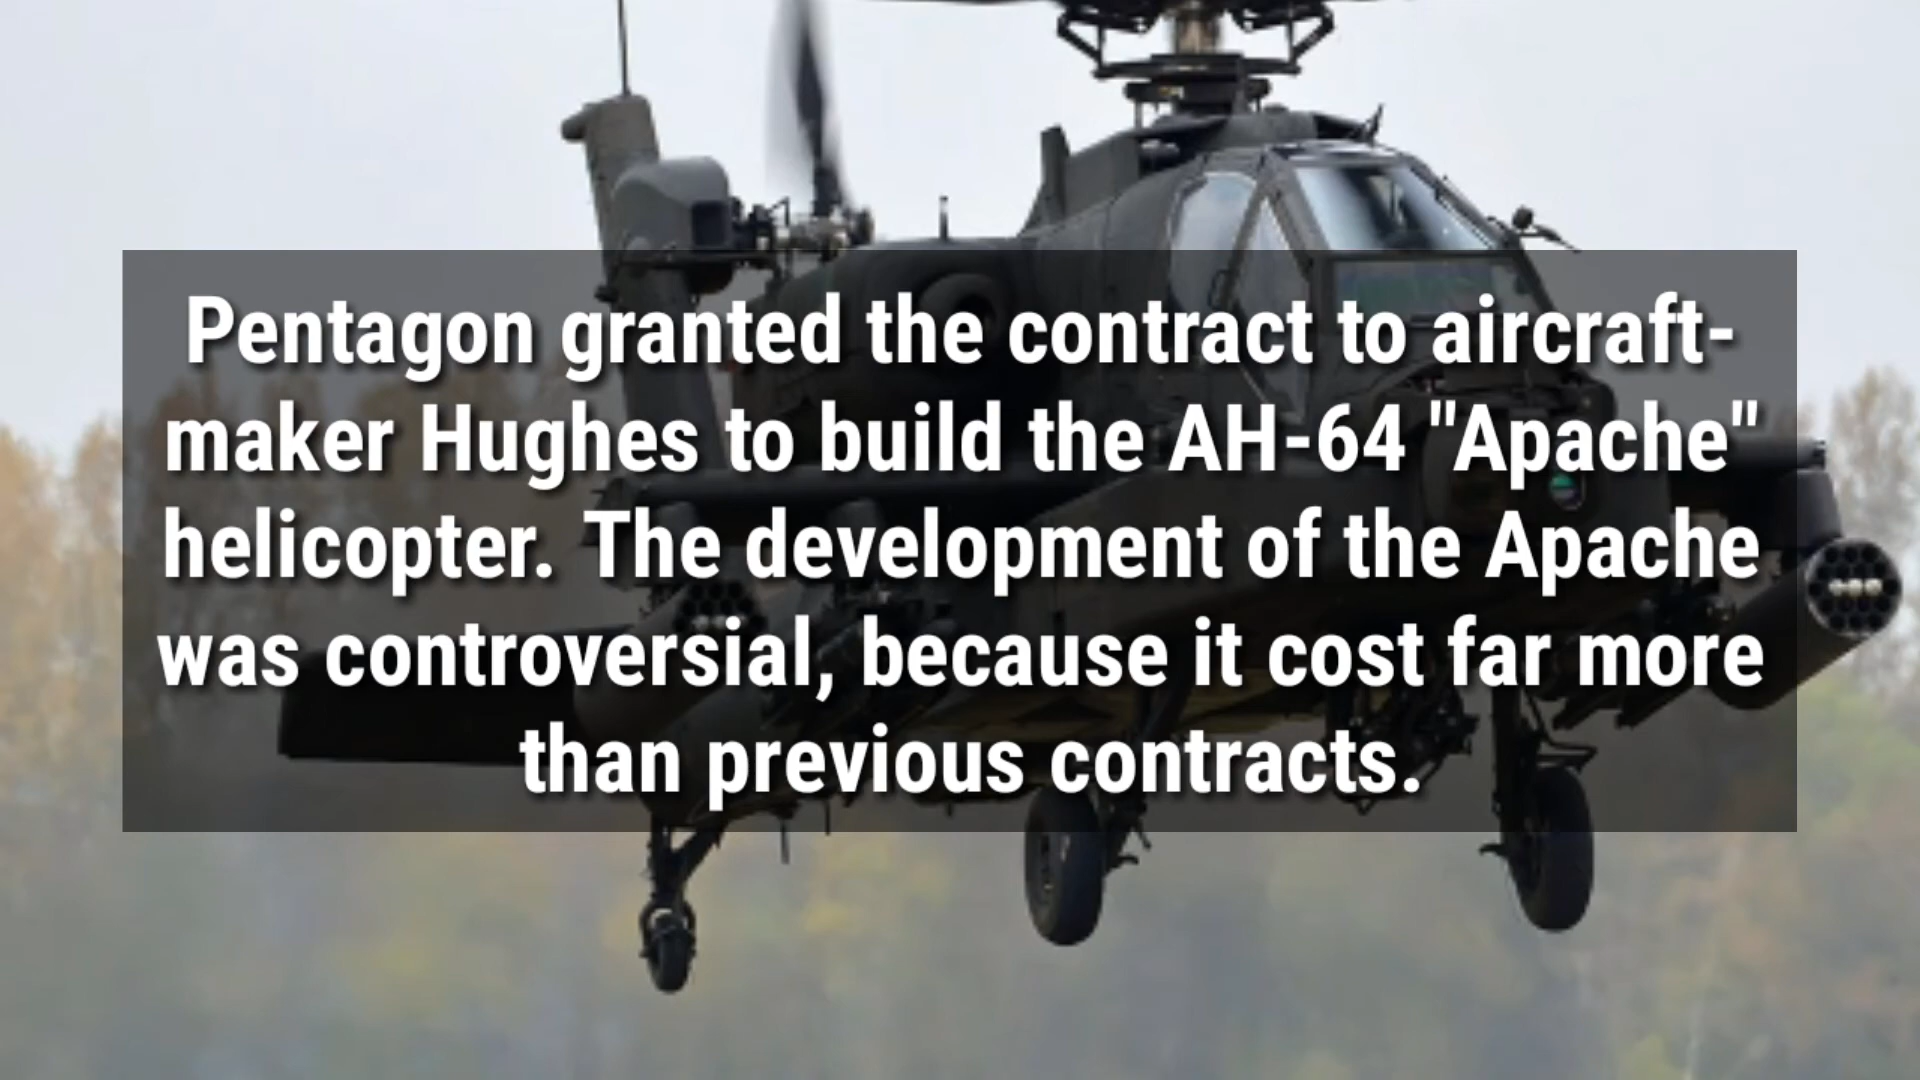 Pentagon granted the contract to aircraft-
maker Hughes to build the AH-64 "Apache"
helicopter. The development of the Apache
was controversial, because it cost far more
than previous contracts.